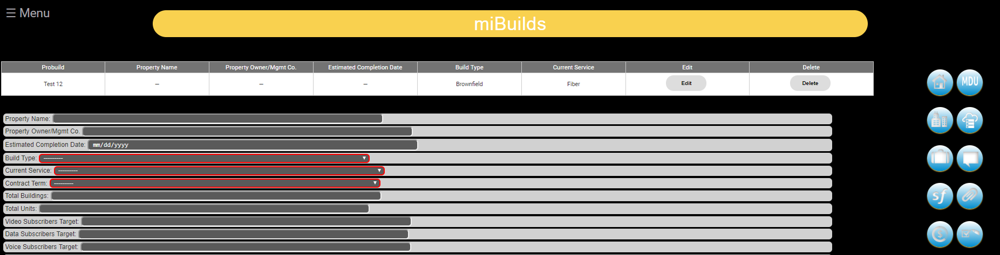 ☰ Menu
miBuilds
Probuild Property Name Property Owner/Mgmt Co. Estimated Completion Date Build Type Current Service Edit Delete
Test 12 — — — Brownfield Fiber Edit Delete
MDU
Property Name:
Property Owner/Mgmt Co.
Estimated Completion Date: mm/dd/yyyy
Build Type: ---------
Current Service: ---------
Contract Term: ---------
Total Buildings:
Total Units:
Video Subscribers Target:
Data Subscribers Target:
Voice Subscribers Target:
sf
$